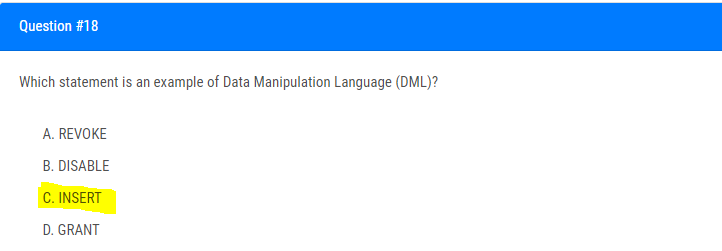 Question #18
Which statement is an example of Data Manipulation Language (DML)?
A. REVOKE
B. DISABLE
C. INSERT
D. GRANT